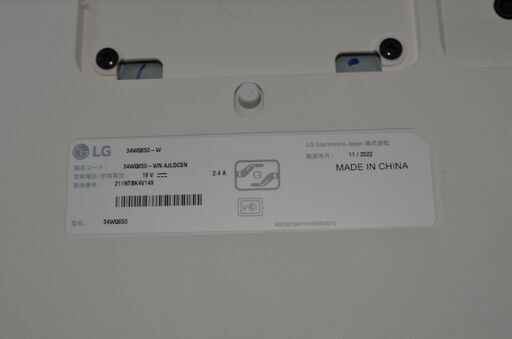 LG 34WQ650-W
製品コード: 34WQ650-WN.AJLDCSN
定格電圧/定格電流: 19 V ⎓ 2.4 A
製造番号:
型名: 34WQ650
G
LG Electronics Japan 株式会社
製造年月: 11 / 2022
MADE IN CHINA